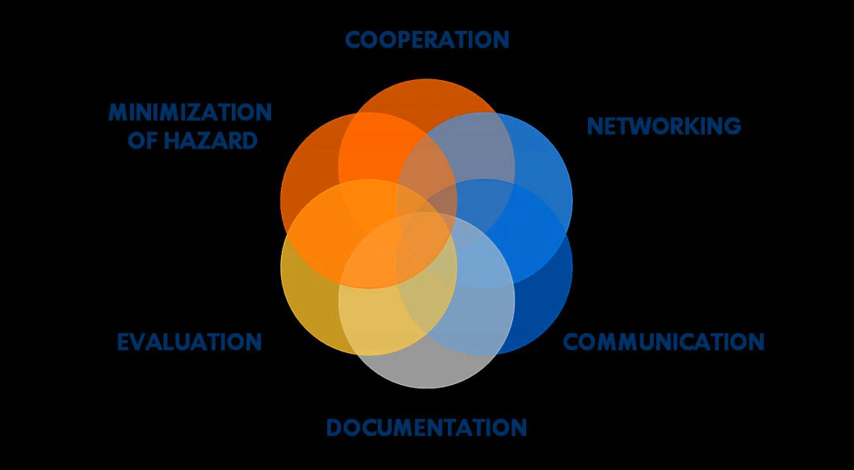 COOPERATION
MINIMIZATION
OF HAZARD
NETWORKING
EVALUATION
COMMUNICATION
DOCUMENTATION